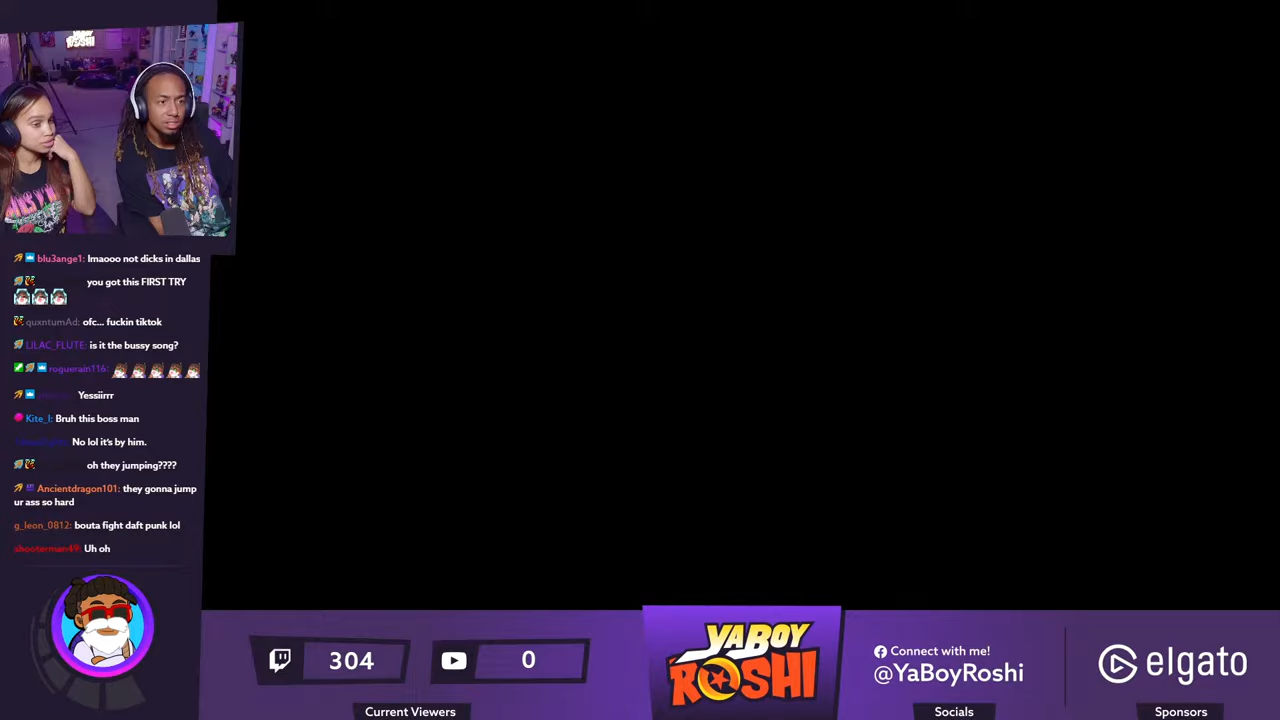 YABOY
ROSHI
blu3ange1: lmaooo not dicks in dallas
you got this FIRST TRY
quxntumAd: ofc... fuckin tiktok
LILAC_FLUTE: is it the bussy song?
roguerain116:
Yessiirrr
Kite_l: Bruh this boss man
No lol it's by him.
oh they jumping????
Ancientdragon101: they gonna jump
ur ass so hard
g_leon_0812: bouta fight daft punk lol
shooterman49: Uh oh
304
0
Current Viewers
YABOY
ROSHI
Connect with me!
@YaBoyRoshi
Socials
elgato
Sponsors